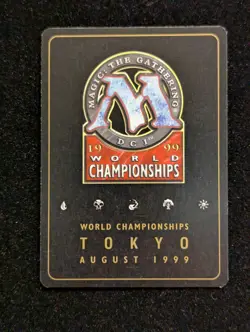 MAGIC: THE GATHERING
M
DCI
19 99
WORLD
CHAMPIONSHIPS
WORLD CHAMPIONSHIPS
TOKYO
AUGUST 1999